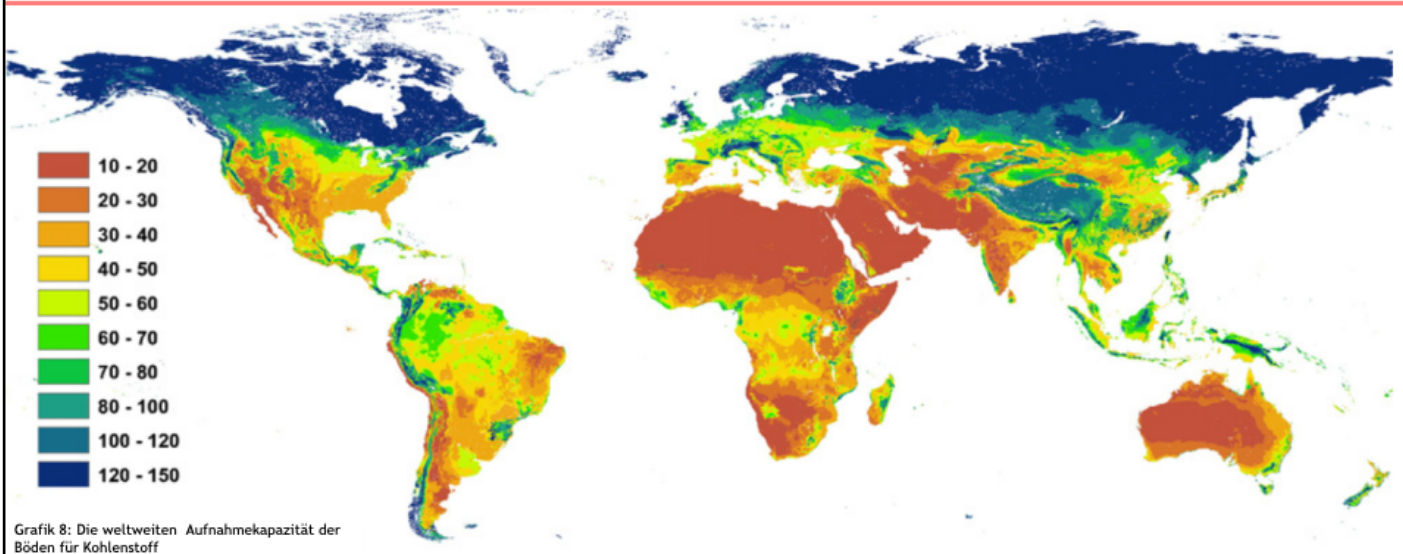 10 - 20
20 - 30
30 - 40
40 - 50
50 - 60
60 - 70
70 - 80
80 - 100
100 - 120
120 - 150
Grafik 8: Die weltweiten Aufnahmekapazität der
Böden für Kohlenstoff